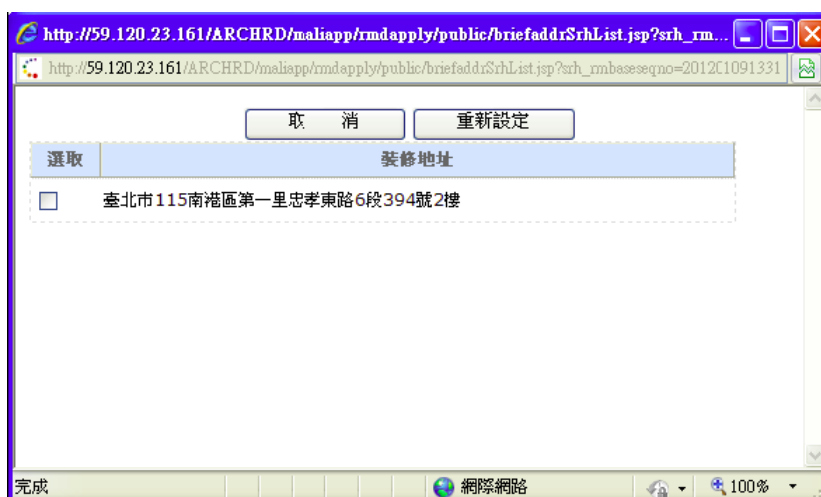 http://59.120.23.161/ARCHRD/maliapp/rmdapply/public/briefaddrSrhList.jsp?srh_rm...
http://59.120.23.161/ARCHRD/maliapp/rmdapply/public/briefaddrSrhList.jsp?srh_rmbaseseqno=201201091331
取 消 重新設定
選取 裝修地址
臺北市115南港區第一里忠孝東路6段394號2樓
完成 網際網路 100%